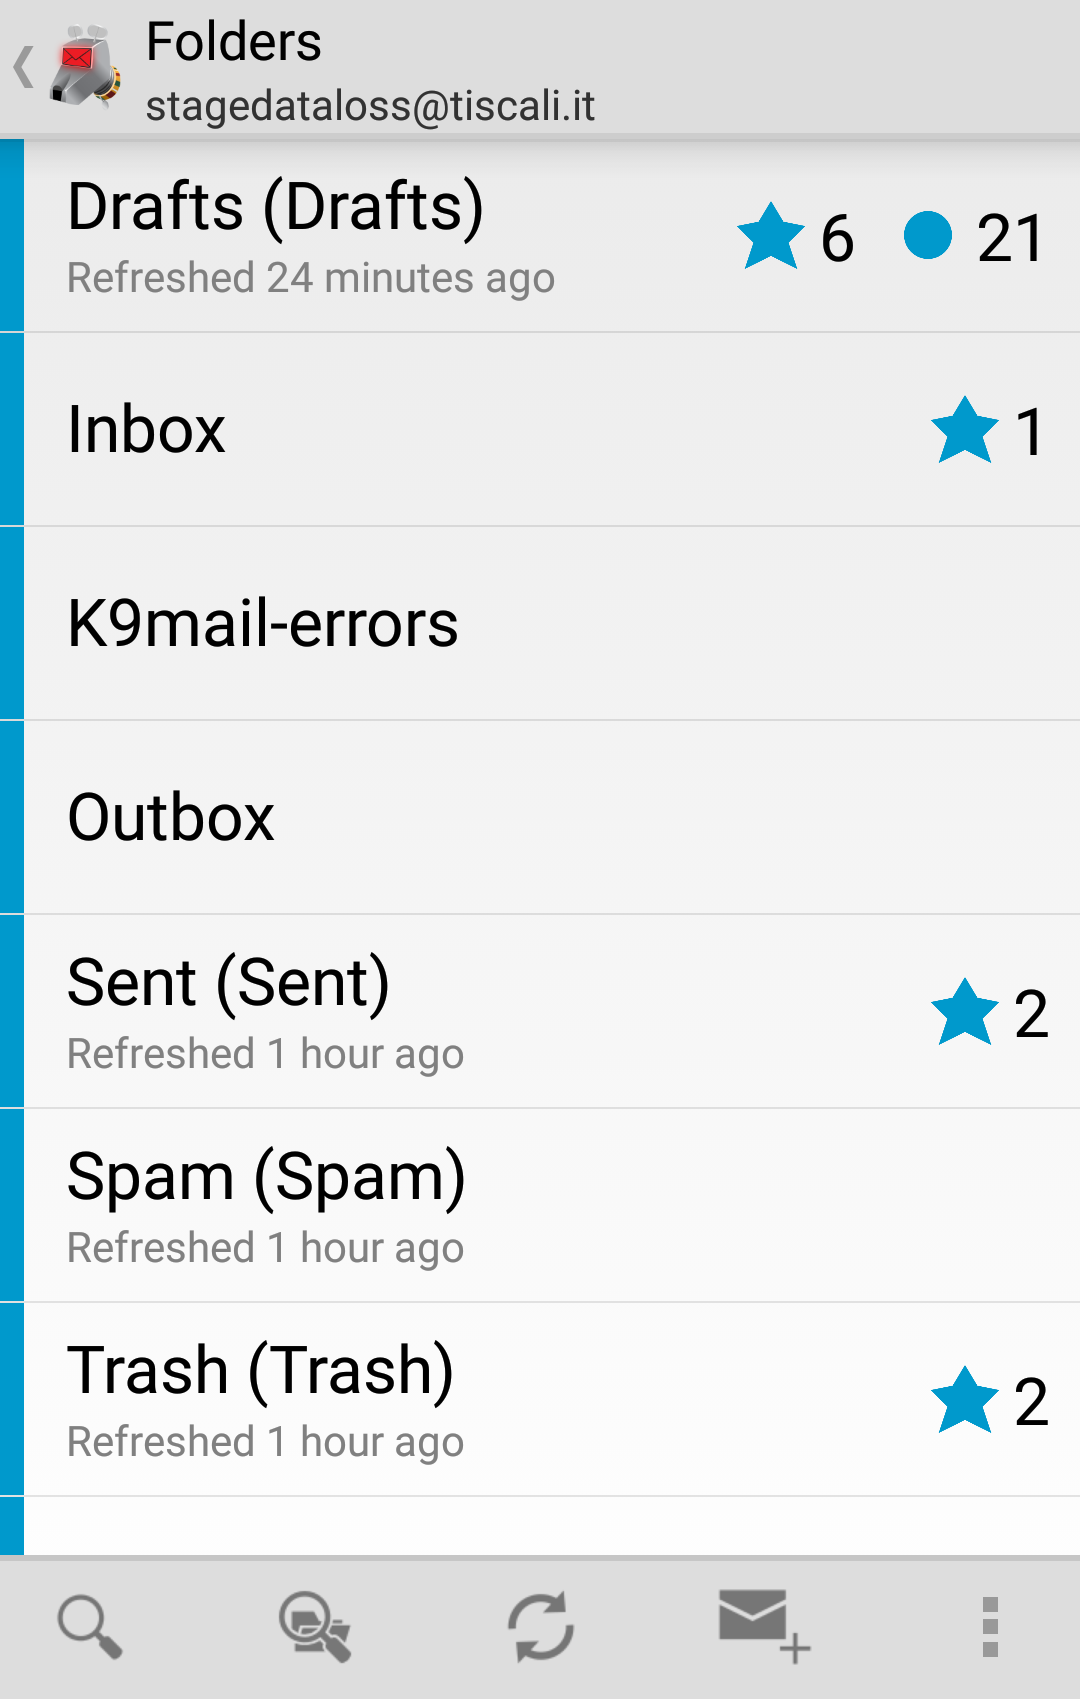 Folders
stagedataloss@tiscali.it
Drafts (Drafts)
Refreshed 24 minutes ago
6
21
Inbox
1
K9mail-errors
Outbox
Sent (Sent)
Refreshed 1 hour ago
2
Spam (Spam)
Refreshed 1 hour ago
Trash (Trash)
Refreshed 1 hour ago
2